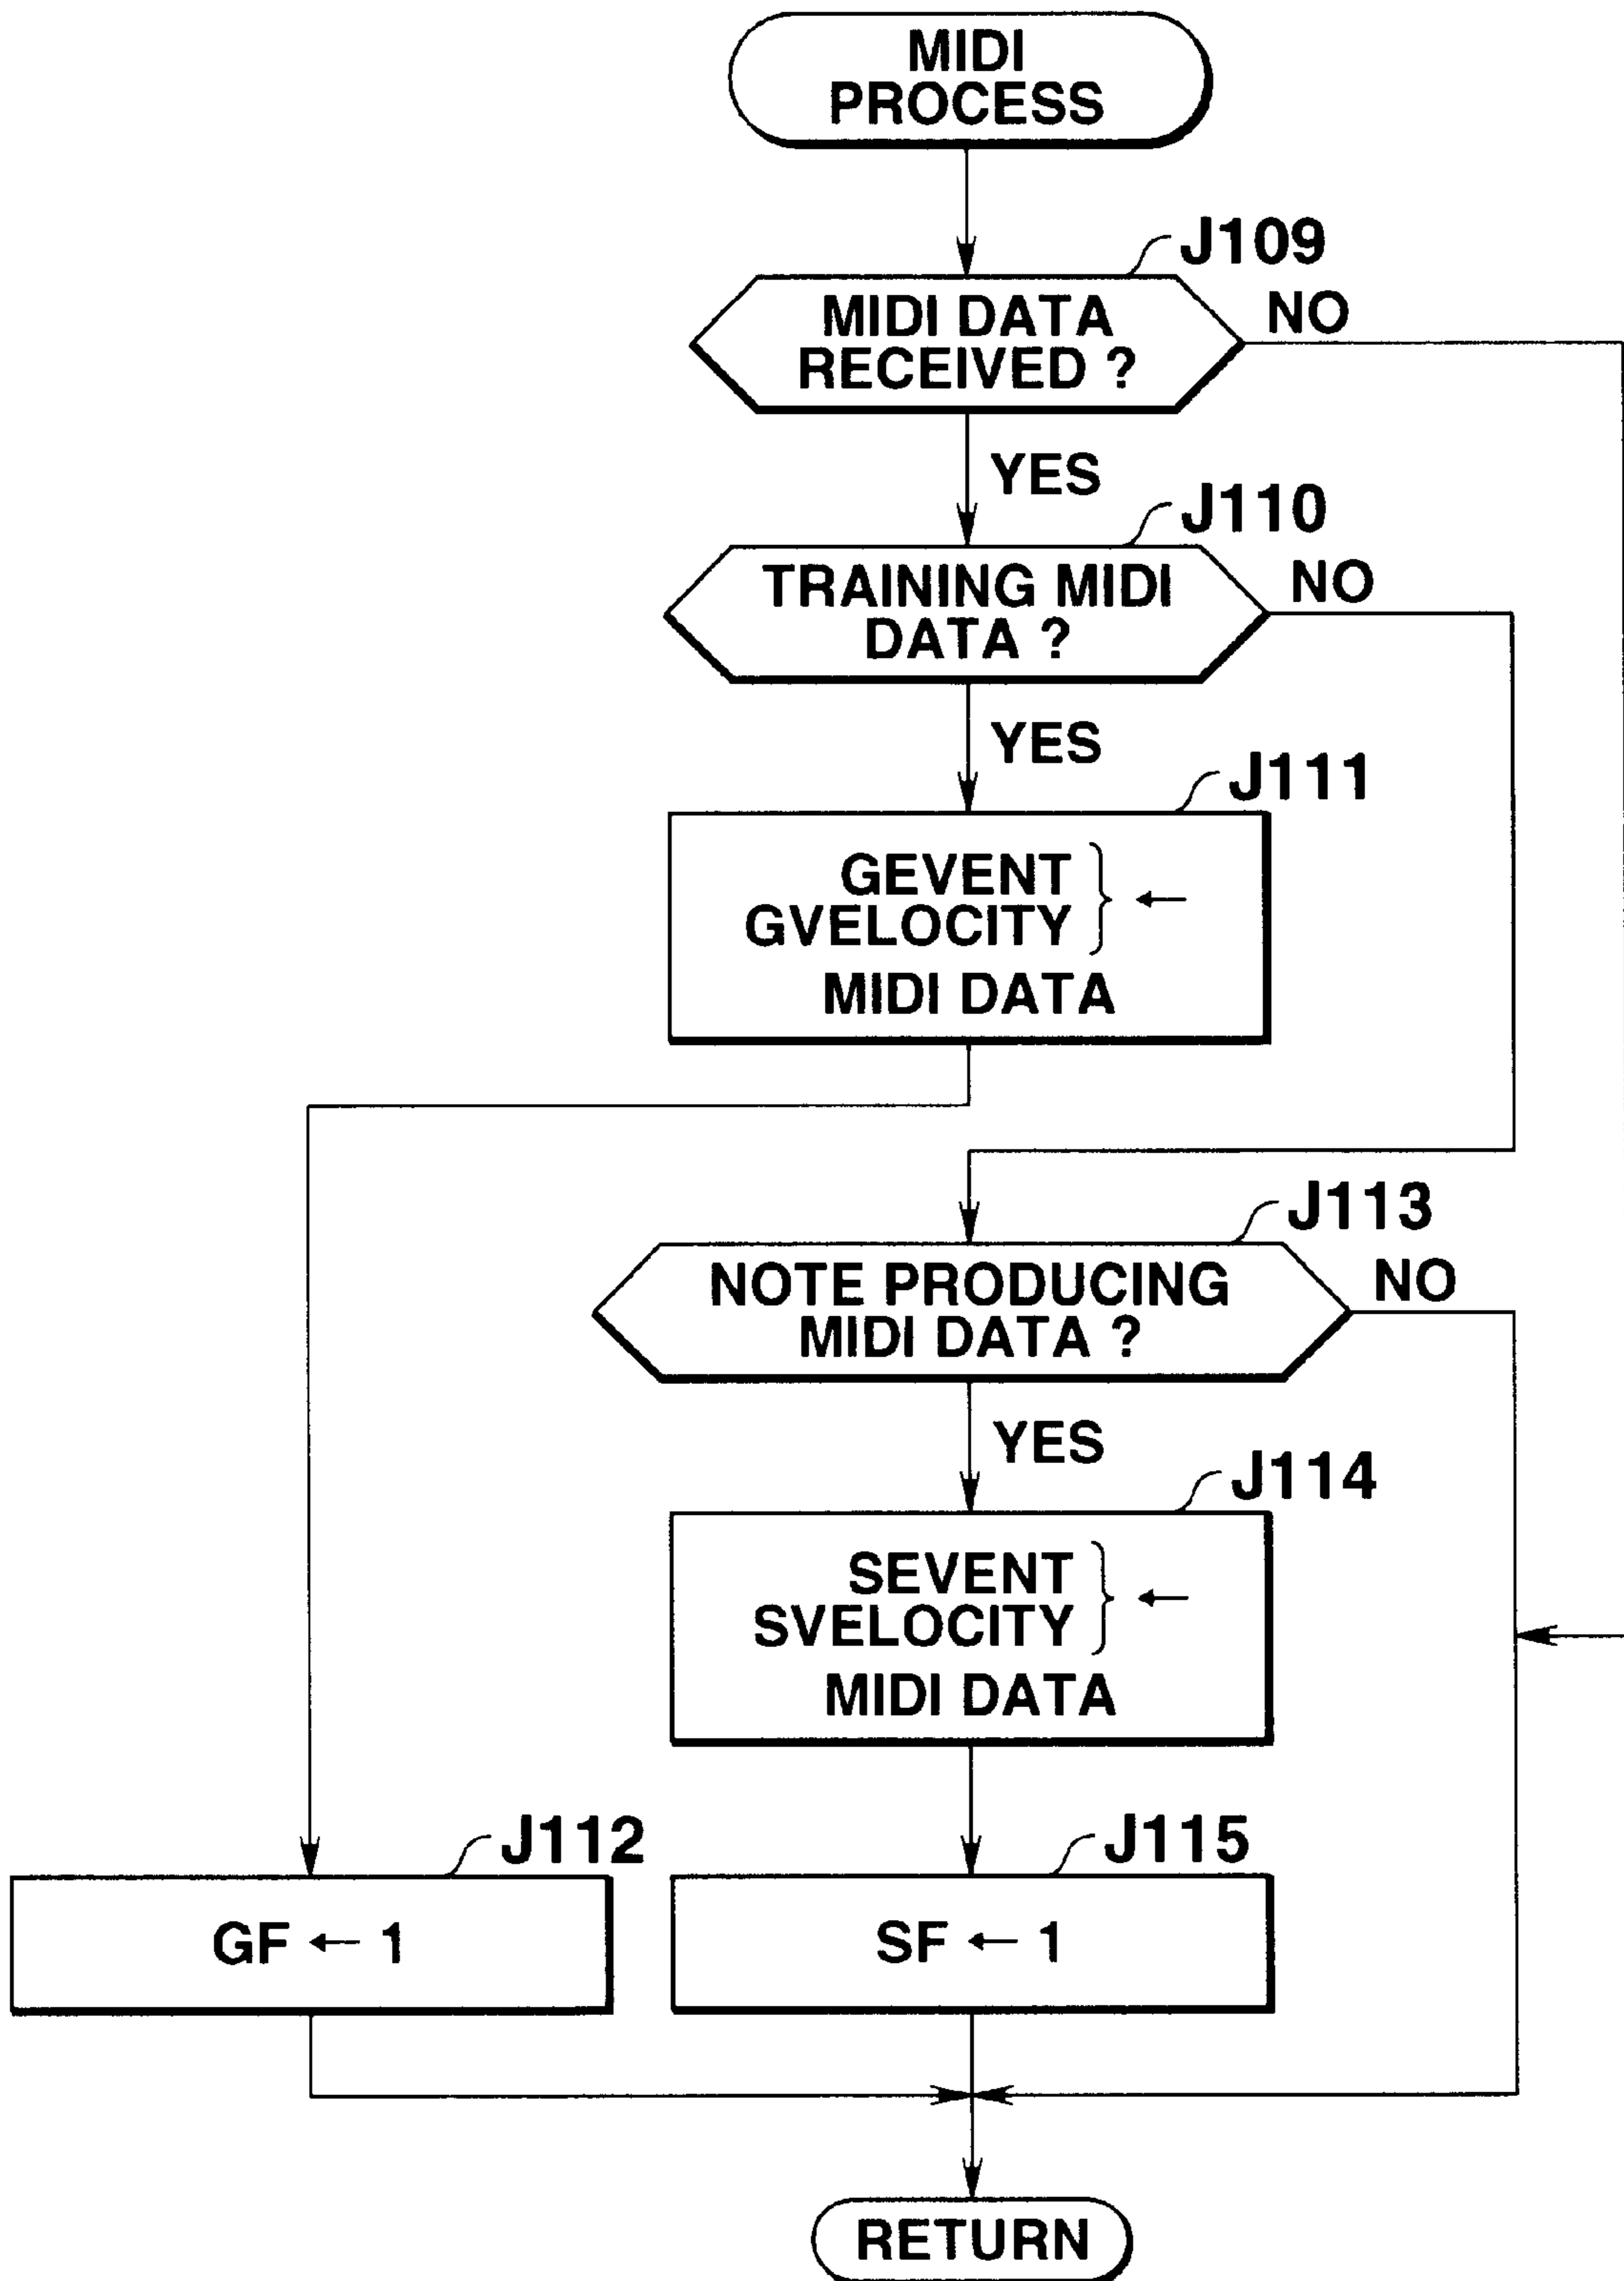 MIDI
PROCESS
J109
MIDI DATA
RECEIVED ?
NO
YES
J110
TRAINING MIDI
DATA ?
NO
YES
J111
GEVENT
GVELOCITY
} ←
MIDI DATA
J113
NOTE PRODUCING
MIDI DATA ?
NO
YES
J114
SEVENT
SVELOCITY
} ←
MIDI DATA
J112
GF ← 1
J115
SF ← 1
RETURN